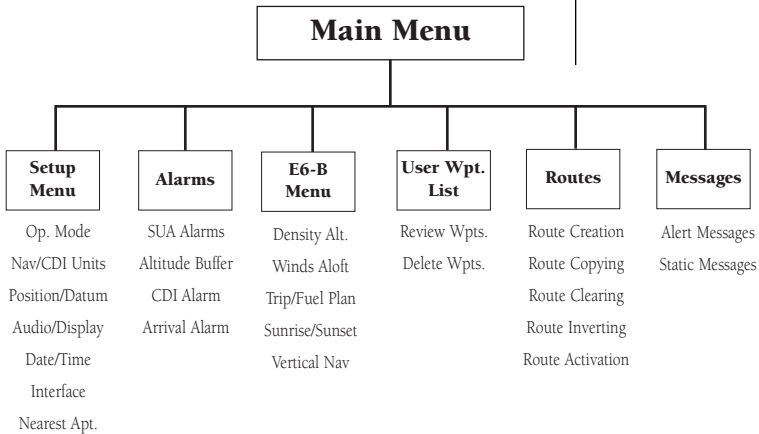 Main Menu
Setup
Menu
Op. Mode
Nav/CDI Units
Position/Datum
Audio/Display
Date/Time
Interface
Nearest Apt.
Alarms
SUA Alarms
Altitude Buffer
CDI Alarm
Arrival Alarm
E6-B
Menu
Density Alt.
Winds Aloft
Trip/Fuel Plan
Sunrise/Sunset
Vertical Nav
User Wpt.
List
Review Wpts.
Delete Wpts.
Routes
Route Creation
Route Copying
Route Clearing
Route Inverting
Route Activation
Messages
Alert Messages
Static Messages